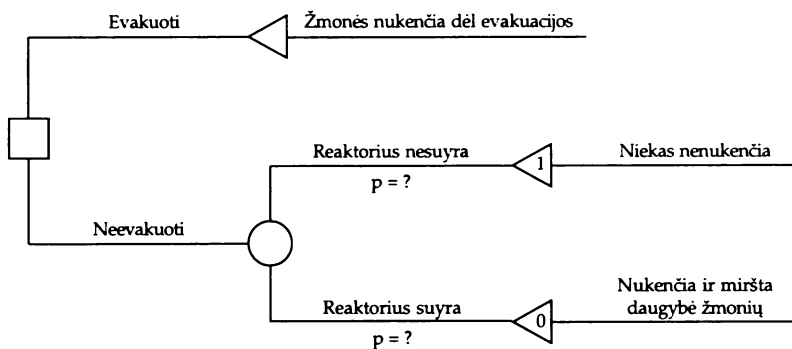 Evakuoti
Žmonės nukenčia dėl evakuacijos
Reaktorius nesuyra
p = ?
1
Niekas nenukenčia
Neevakuoti
Reaktorius suyra
p = ?
0
Nukenčia ir miršta
daugybė žmonių